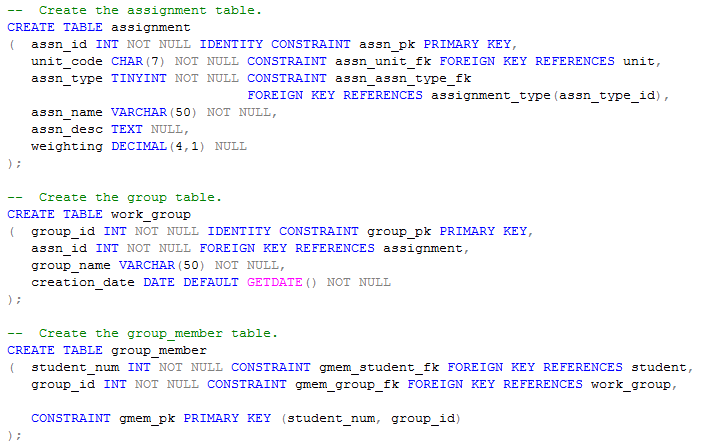 --  Create the assignment table.
CREATE TABLE assignment
(  assn_id INT NOT NULL IDENTITY CONSTRAINT assn_pk PRIMARY KEY,
   unit_code CHAR(7) NOT NULL CONSTRAINT assn_unit_fk FOREIGN KEY REFERENCES unit,
   assn_type TINYINT NOT NULL CONSTRAINT assn_assn_type_fk
                              FOREIGN KEY REFERENCES assignment_type(assn_type_id),
   assn_name VARCHAR(50) NOT NULL,
   assn_desc TEXT NULL,
   weighting DECIMAL(4,1) NULL
);

--  Create the group table.
CREATE TABLE work_group
(  group_id INT NOT NULL IDENTITY CONSTRAINT group_pk PRIMARY KEY,
   assn_id INT NOT NULL FOREIGN KEY REFERENCES assignment,
   group_name VARCHAR(50) NOT NULL,
   creation_date DATE DEFAULT GETDATE() NOT NULL
);

--  Create the group_member table.
CREATE TABLE group_member
(  student_num INT NOT NULL CONSTRAINT gmem_student_fk FOREIGN KEY REFERENCES student,
   group_id INT NOT NULL CONSTRAINT gmem_group_fk FOREIGN KEY REFERENCES work_group,

   CONSTRAINT gmem_pk PRIMARY KEY (student_num, group_id)
);